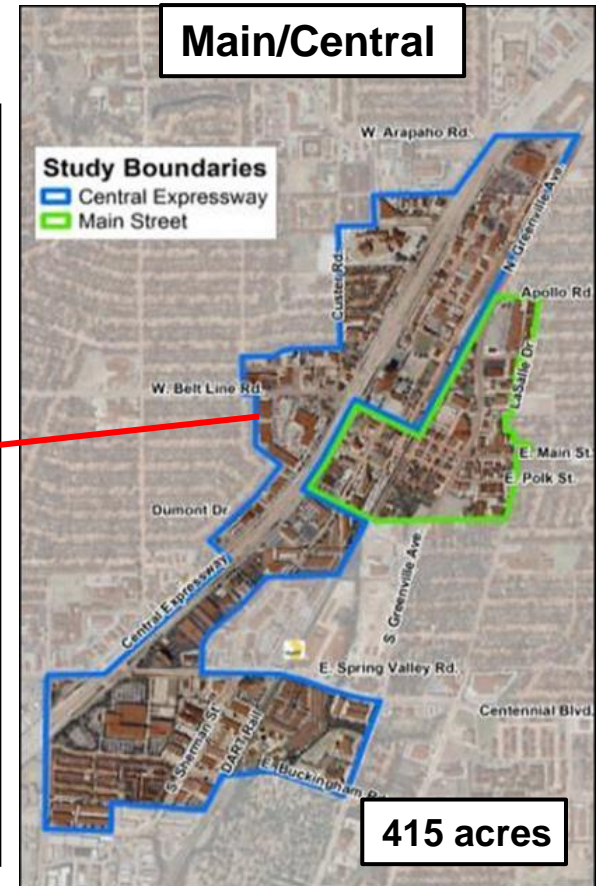 Main/Central
W. Arapaho Rd.
Study Boundaries
Central Expressway
Main Street
N. Greenville Ave.
Custer Rd.
Apollo Rd.
LaSalle Dr
W. Belt Line Rd.
E. Main St.
E. Polk St.
Dumont Dr
S. Greenville Ave.
Central Expressway
E. Spring Valley Rd.
Centennial Blvd.
S. Sherman St.
DART Rail
E. Buckingham Rd.
415 acres